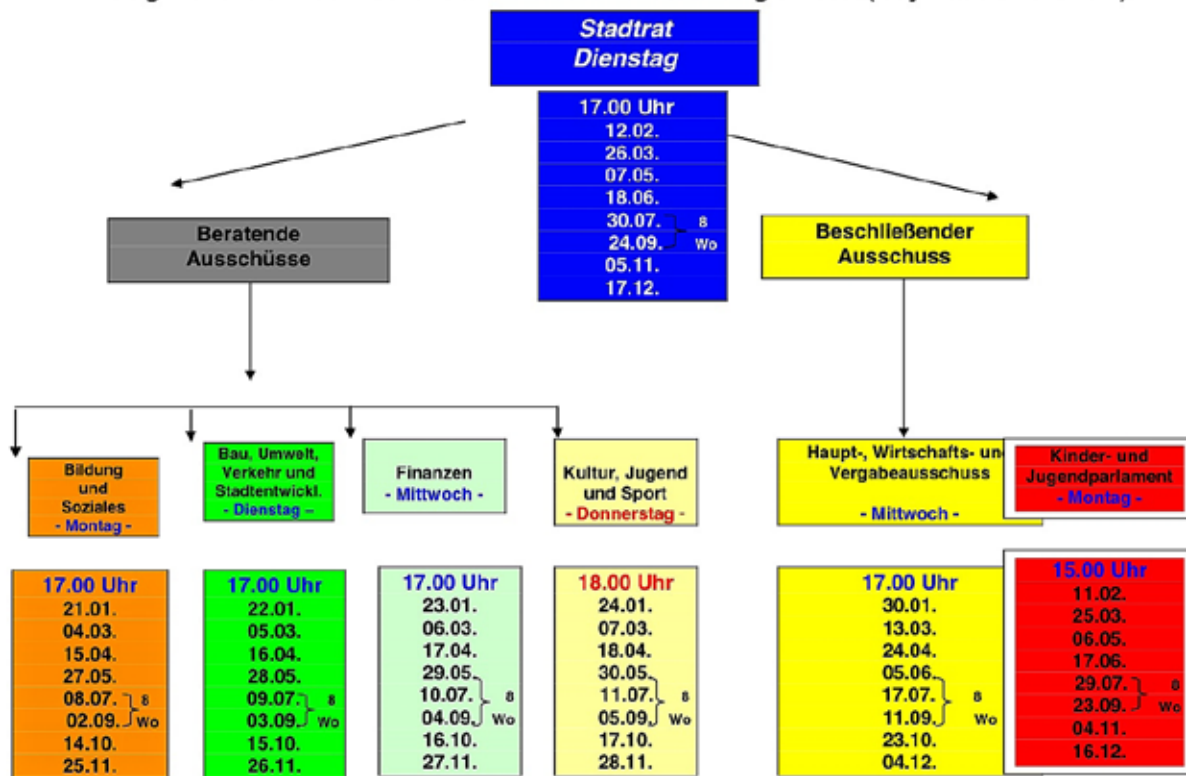 Stadtrat
Dienstag
17.00 Uhr
12.02.
26.03.
07.05.
18.06.
30.07. 8
24.09. Wo
05.11.
17.12.
Beratende
Ausschüsse
Beschließender
Ausschuss
Bildung
und
Soziales
- Montag -
Bau, Umwelt,
Verkehr und
Stadtentwickl.
- Dienstag –
Finanzen
- Mittwoch -
Kultur, Jugend
und Sport
- Donnerstag -
Haupt-, Wirtschafts- und
Vergabeausschuss
- Mittwoch -
Kinder- und
Jugendparlament
- Montag -
17.00 Uhr
21.01.
04.03.
15.04.
27.05.
08.07. 8
02.09. Wo
14.10.
25.11.
17.00 Uhr
22.01.
05.03.
16.04.
28.05.
09.07. 8
03.09. Wo
15.10.
26.11.
17.00 Uhr
23.01.
06.03.
17.04.
29.05.
10.07. 8
04.09. Wo
16.10.
27.11.
18.00 Uhr
24.01.
07.03.
18.04.
30.05.
11.07. 8
05.09. Wo
17.10.
28.11.
17.00 Uhr
30.01.
13.03.
24.04.
05.06.
17.07. 8
11.09. Wo
23.10.
04.12.
15.00 Uhr
11.02.
25.03.
06.05.
17.06.
29.07. 8
23.09. Wo
04.11.
16.12.